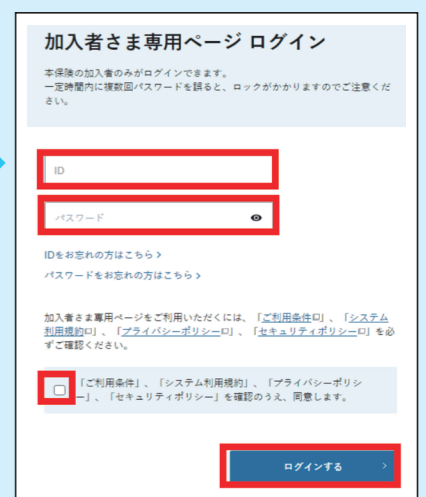 加入者さま専用ページ ログイン
本保険の加入者のみがログインできます。
一定時間内に複数回パスワードを誤ると、ロックがかかりますのでご注意くだ
さい。
ID
パスワード
IDをお忘れの方はこちら >
パスワードをお忘れの方はこちら >
加入者さま専用ページをご利用いただくには、「ご利用条件」、「システム
利用規約」、「プライバシーポリシー」、「セキュリティポリシー」を必
ずご確認ください。
「ご利用条件」、「システム利用規約」、「プライバシーポリシ
ー」、「セキュリティポリシー」を確認のうえ、同意します。
ログインする >